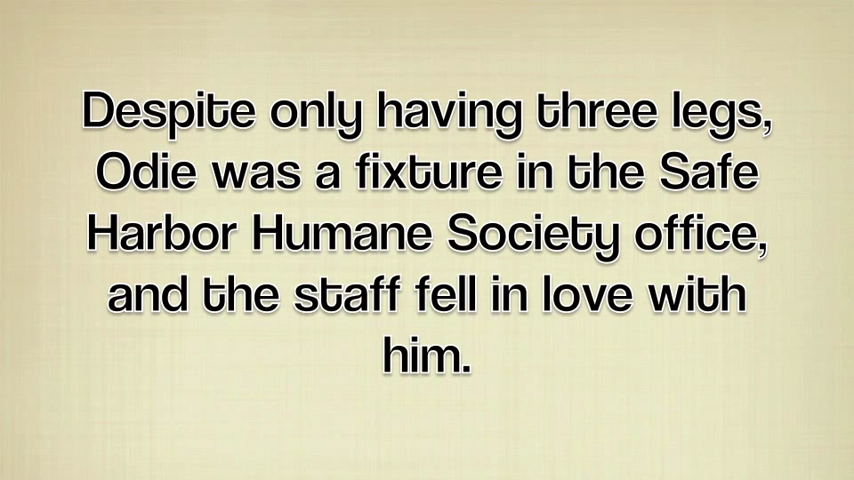 Despite only having three legs,
Odie was a fixture in the Safe
Harbor Humane Society office,
and the staff fell in love with
him.